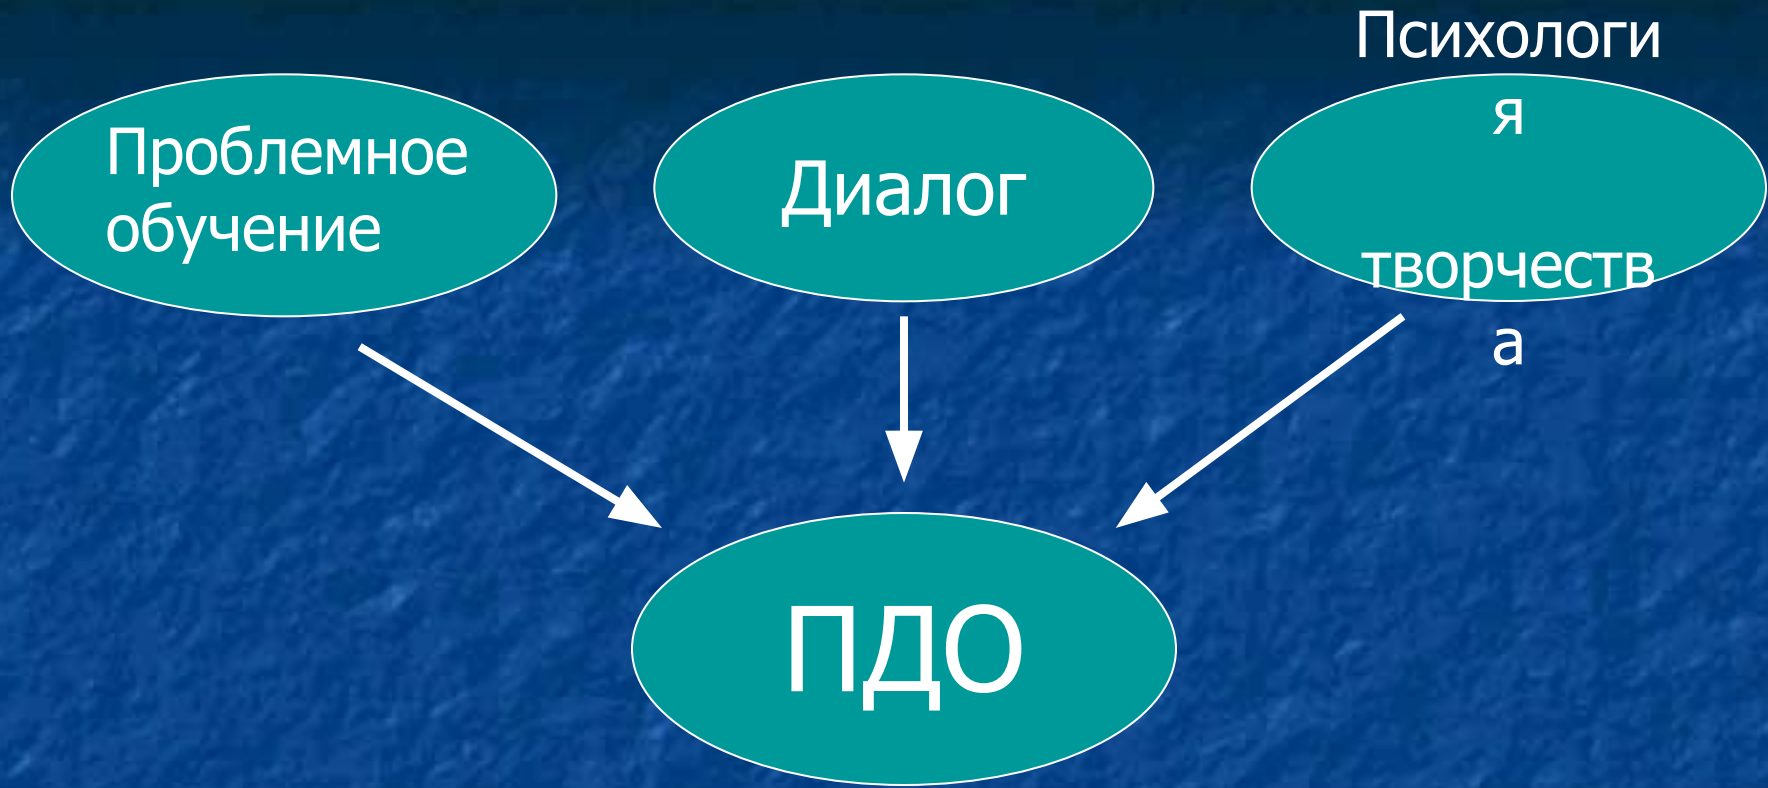 Проблемное
обучение
Диалог
Психологи
я
творчеств
а
ПДО